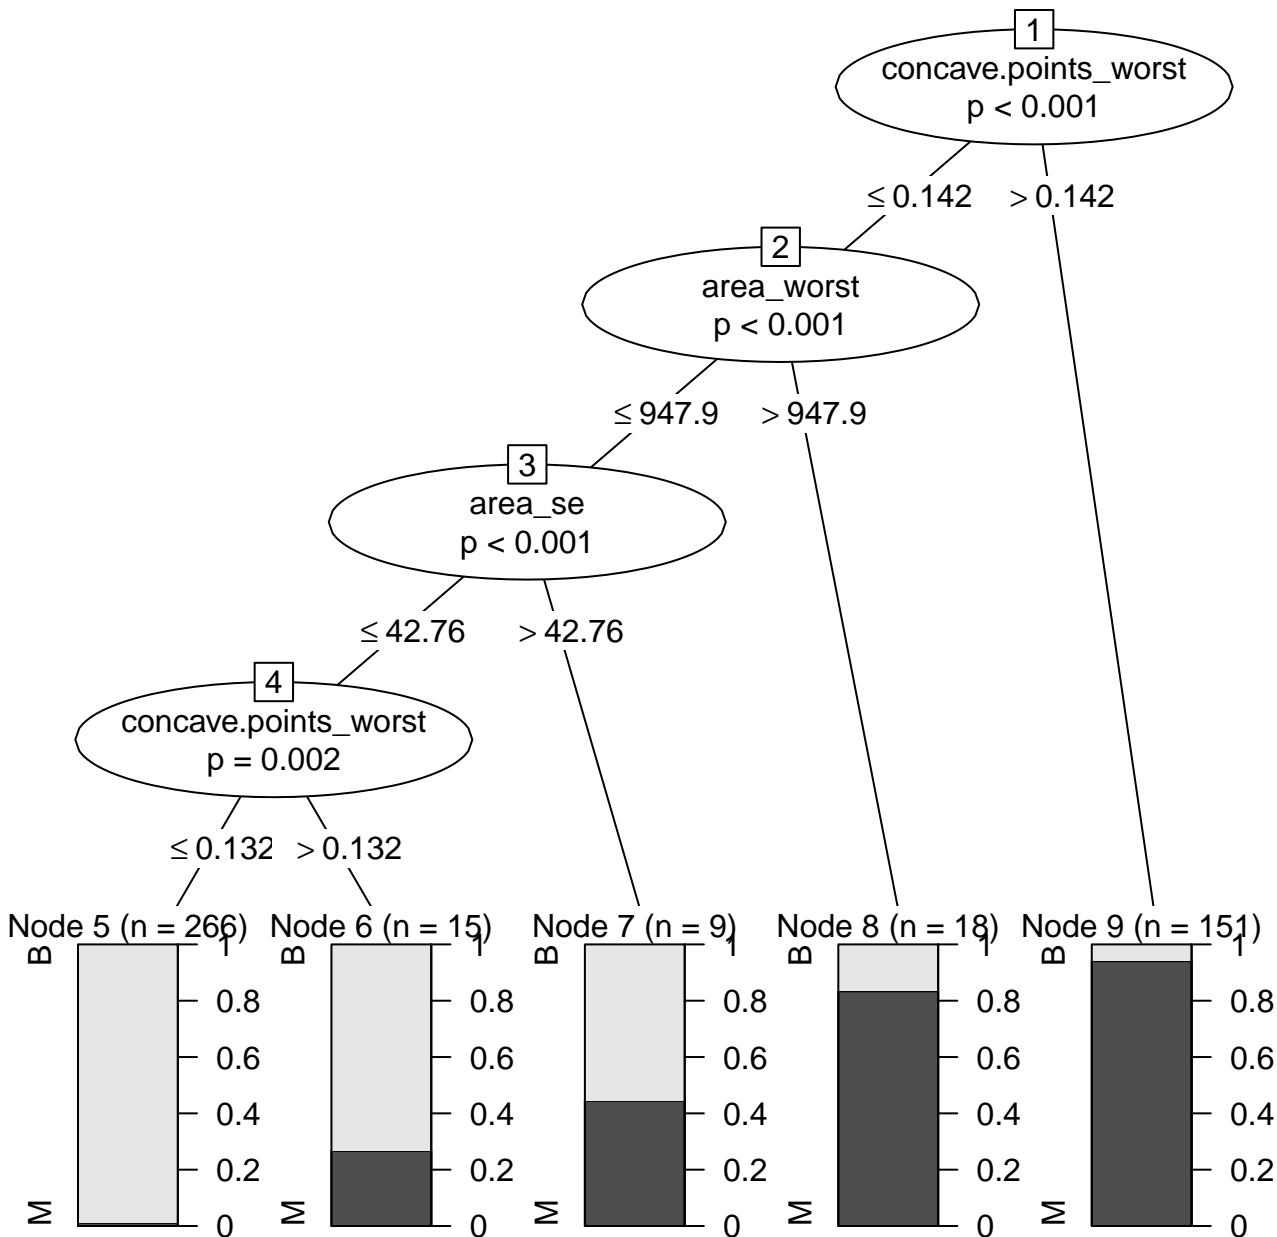 1
concave.points_worst
p < 0.001
≤ 0.142
> 0.142
2
area_worst
p < 0.001
≤ 947.9
> 947.9
3
area_se
p < 0.001
≤ 42.76
> 42.76
4
concave.points_worst
p = 0.002
≤ 0.132
> 0.132
Node 5 (n = 266)
B
M
1
0.8
0.6
0.4
0.2
0
Node 6 (n = 15)
B
M
1
0.8
0.6
0.4
0.2
0
Node 7 (n = 9)
B
M
1
0.8
0.6
0.4
0.2
0
Node 8 (n = 18)
B
M
1
0.8
0.6
0.4
0.2
0
Node 9 (n = 151)
B
M
1
0.8
0.6
0.4
0.2
0